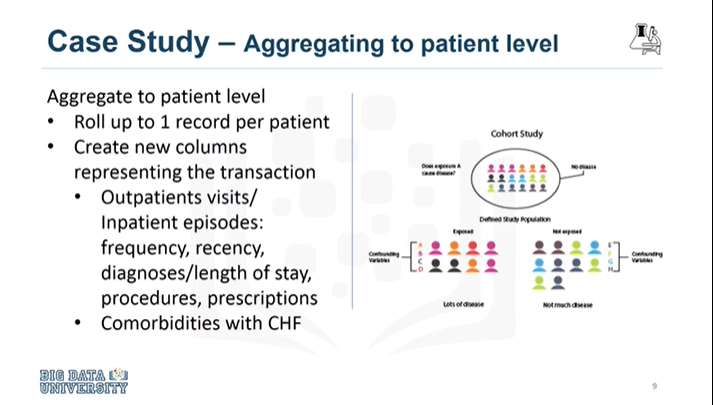 Case Study – Aggregating to patient level
Aggregate to patient level
• Roll up to 1 record per patient
• Create new columns
representing the transaction
• Outpatients visits/
Inpatient episodes:
frequency, recency,
diagnoses/length of stay,
procedures, prescriptions
• Comorbidities with CHF
Cohort Study
Does exposure A
cause disease?
No disease
Defined Study Population
Exposed
Not exposed
Confounding
Variables
A
B
C
D
E
F
G
H
Confounding
Variables
Lots of disease
Not much disease
BIG DATA
UNIVERSITY
9